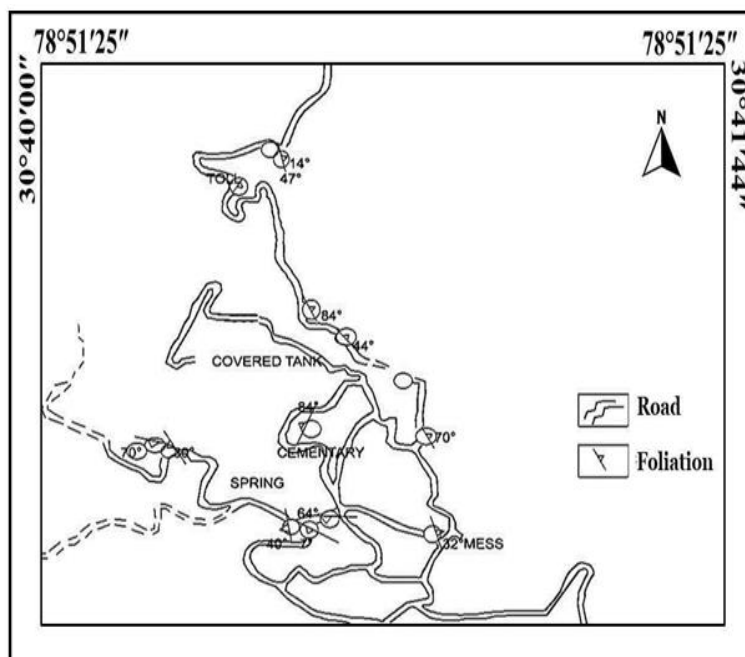 78°51′25″
78°51′25″
30°40′00″
30°41′44″
N
14°
47°
TOLL
84°
44°
COVERED TANK
84°
Road
70°
CEMENTARY
70°
Foliation
SPRING
64°
40°
32°MESS